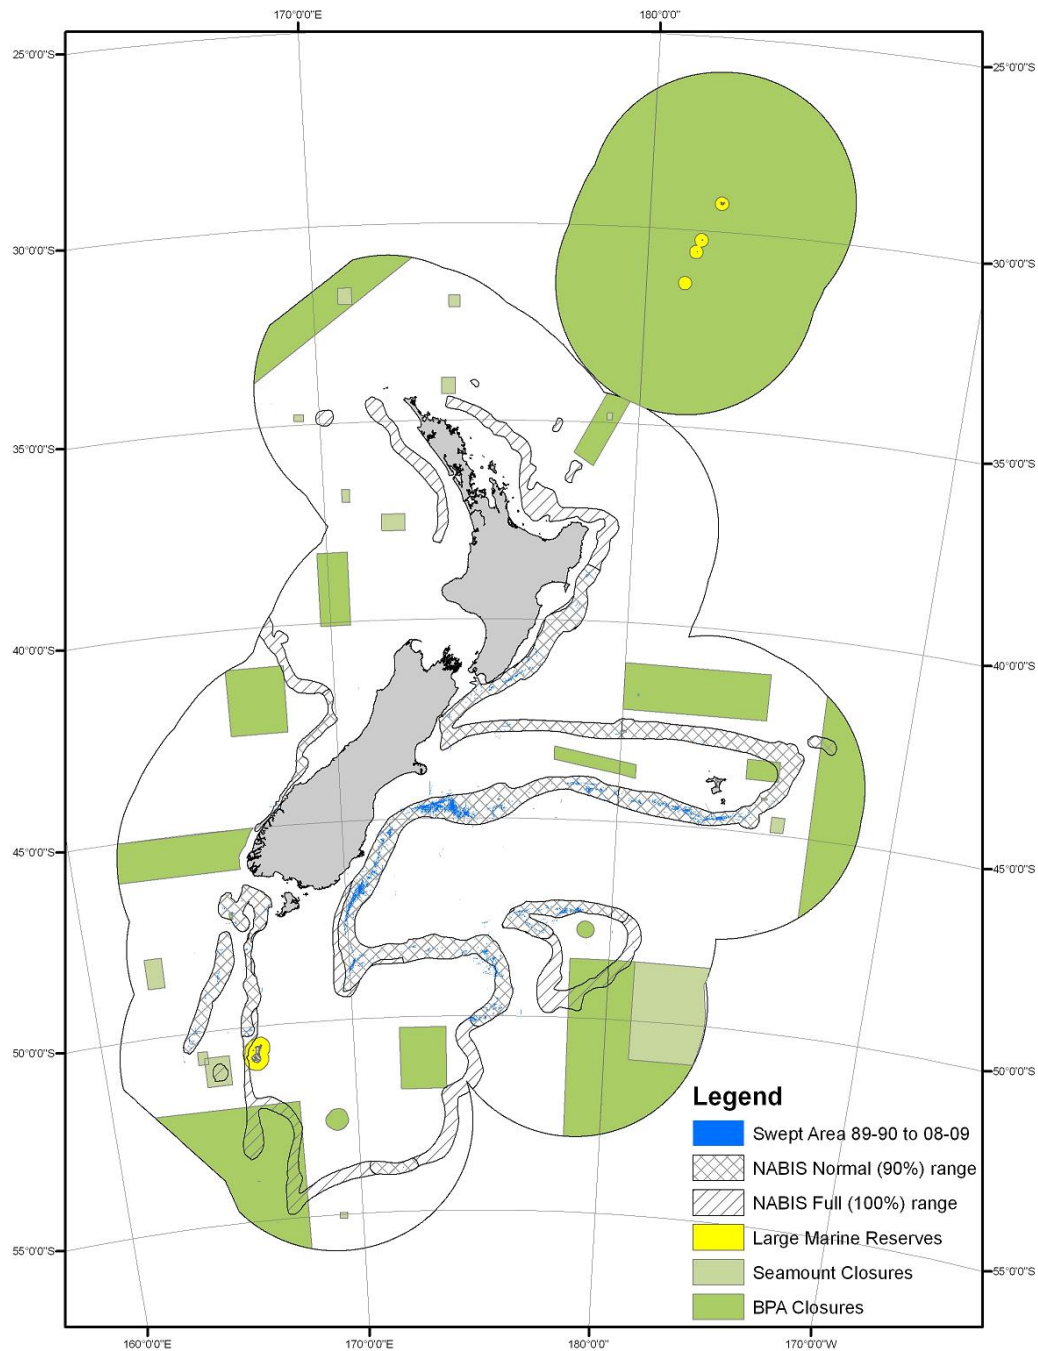 170°0'0"E 180°0'0"
25°0'0"S 25°0'0"S
30°0'0"S 30°0'0"S
35°0'0"S 35°0'0"S
40°0'0"S 40°0'0"S
45°0'0"S 45°0'0"S
50°0'0"S 50°0'0"S
Legend
Swept Area 89-90 to 08-09
NABIS Normal (90%) range
NABIS Full (100%) range
Large Marine Reserves
55°0'0"S 55°0'0"S
Seamount Closures
BPA Closures
160°0'0"E 170°0'0"E 180°0'0" 170°0'0"W